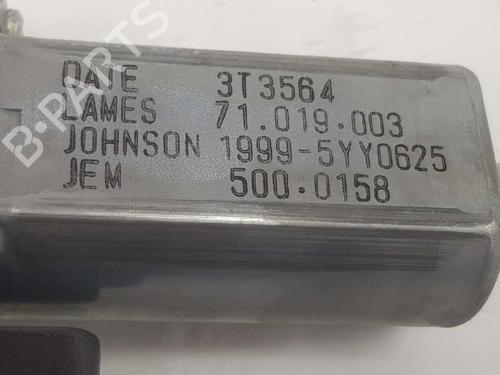 DATE 3T3564
LAMES 71.019.003
JOHNSON 1999-5YY0625
JEM 500.0158
B-PARTS